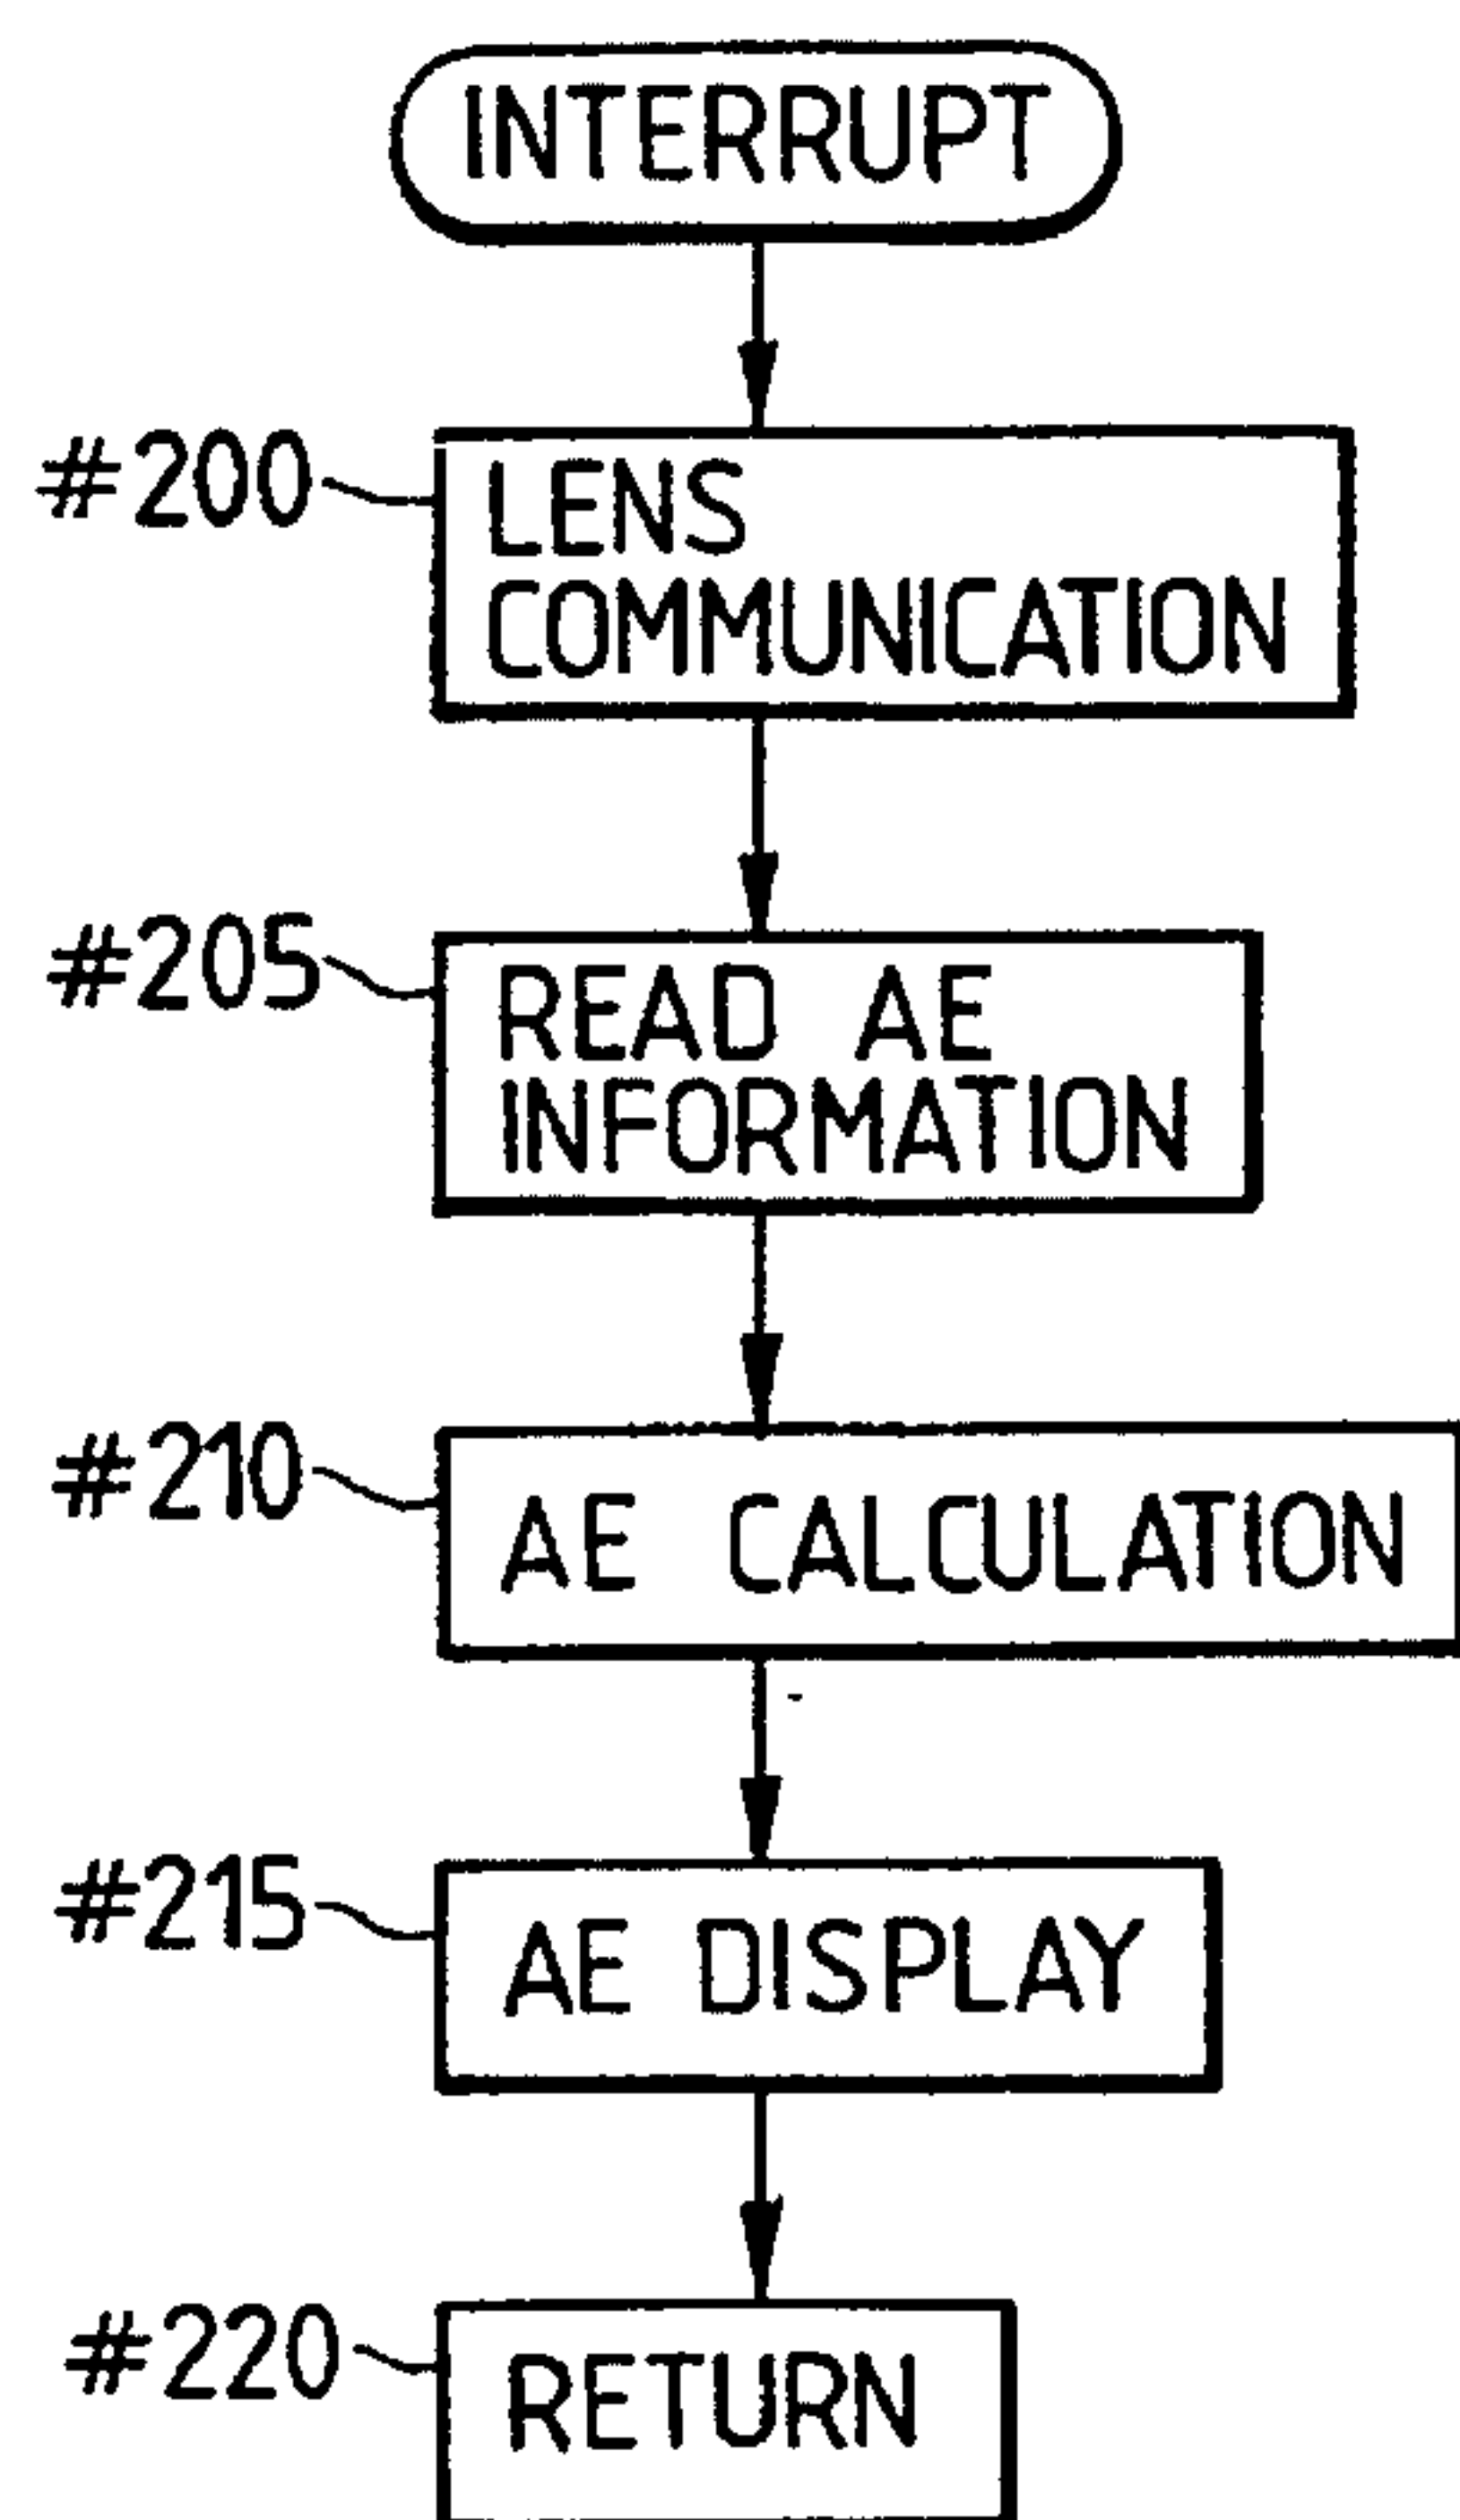 INTERRUPT
#200
LENS
COMMUNICATION
#205
READ AE
INFORMATION
#210
AE CALCULATION
#215
AE DISPLAY
#220
RETURN